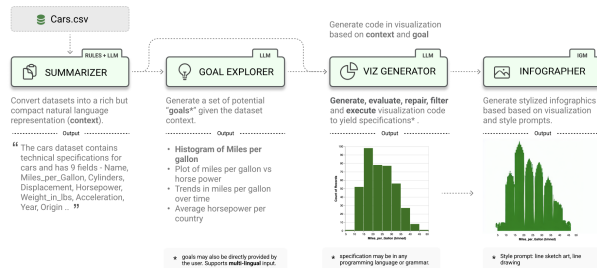 Cars.csv
Generate code in visualization
based on context and goal
RULES + LLM
SUMMARIZER
LLM
GOAL EXPLORER
LLM
VIZ GENERATOR
IGM
INFOGRAPHER
Convert datasets into a rich but
compact natural language
representation (context).
Output
“ The cars dataset contains
technical specifications for
cars and has 9 fields - Name,
Miles_per_Gallon, Cylinders,
Displacement, Horsepower,
Weight_in_lbs, Acceleration,
Year, Origin .. ”
Generate a set of potential
"goals*" given the dataset
context.
Output
• Histogram of Miles per
gallon
• Plot of miles per gallon vs
horse power
• Trends in miles per gallon
over time
• Average horsepower per
country
* goals may also be directly provided by
the user. Supports multi-lingual input.
Generate, evaluate, repair, filter
and execute visualization code
to yield specifications* .
Output
Count of Records
Miles_per_Gallon (binned)
* specification may be in any
programming language or grammar.
Generate stylized infographics
based based on visualization
and style prompts.
Output
Miles_per_Gallon (binned)
* Style prompt: line sketch art, line
drawing